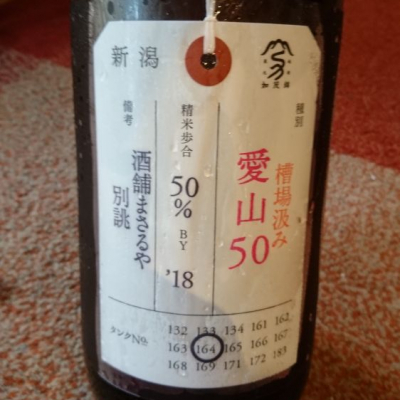 新潟
加茂錦
種別
槽場汲み
愛山50
精米歩合
50%
BY
'18
備考
酒舗まさるや
別誂
タンクNo.
132 133 134 161 162
163 164 165 166 167
168 169 171 172 183